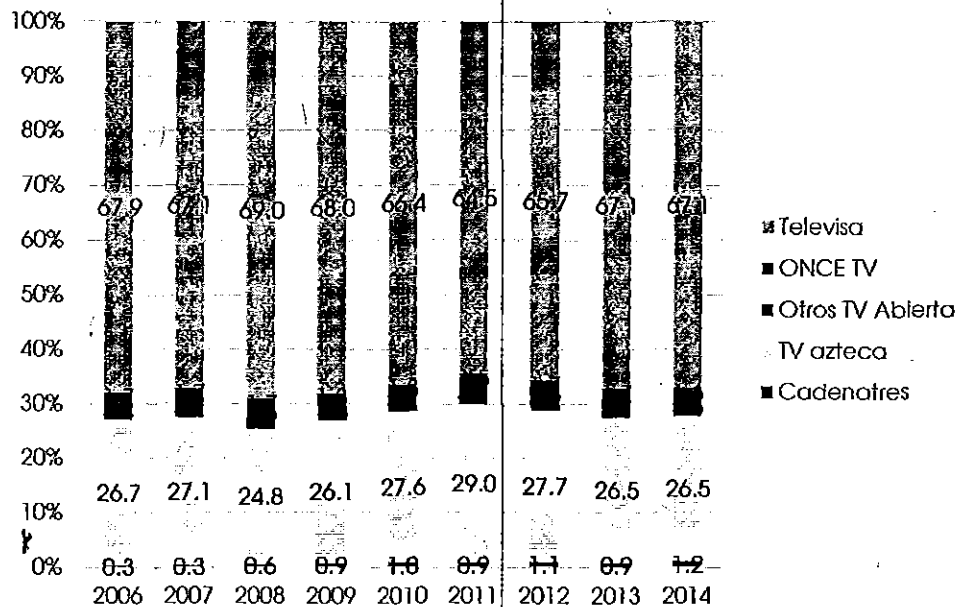 100%
90%
80%
70%
67.9 67.1 69.0 68.0 66.4 64.5 65.7 67.1 67.1
60%
50%
40%
30%
20%
26.7 27.1 24.8 26.1 27.6 29.0 27.7 26.5 26.5
10%
0% 0.3 0.3 0.6 0.9 1.0 0.9 1.1 0.9 1.2
2006 2007 2008 2009 2010 2011 2012 2013 2014
Televisa
ONCE TV
Otros TV Abierta
TV azteca
Cadenatres